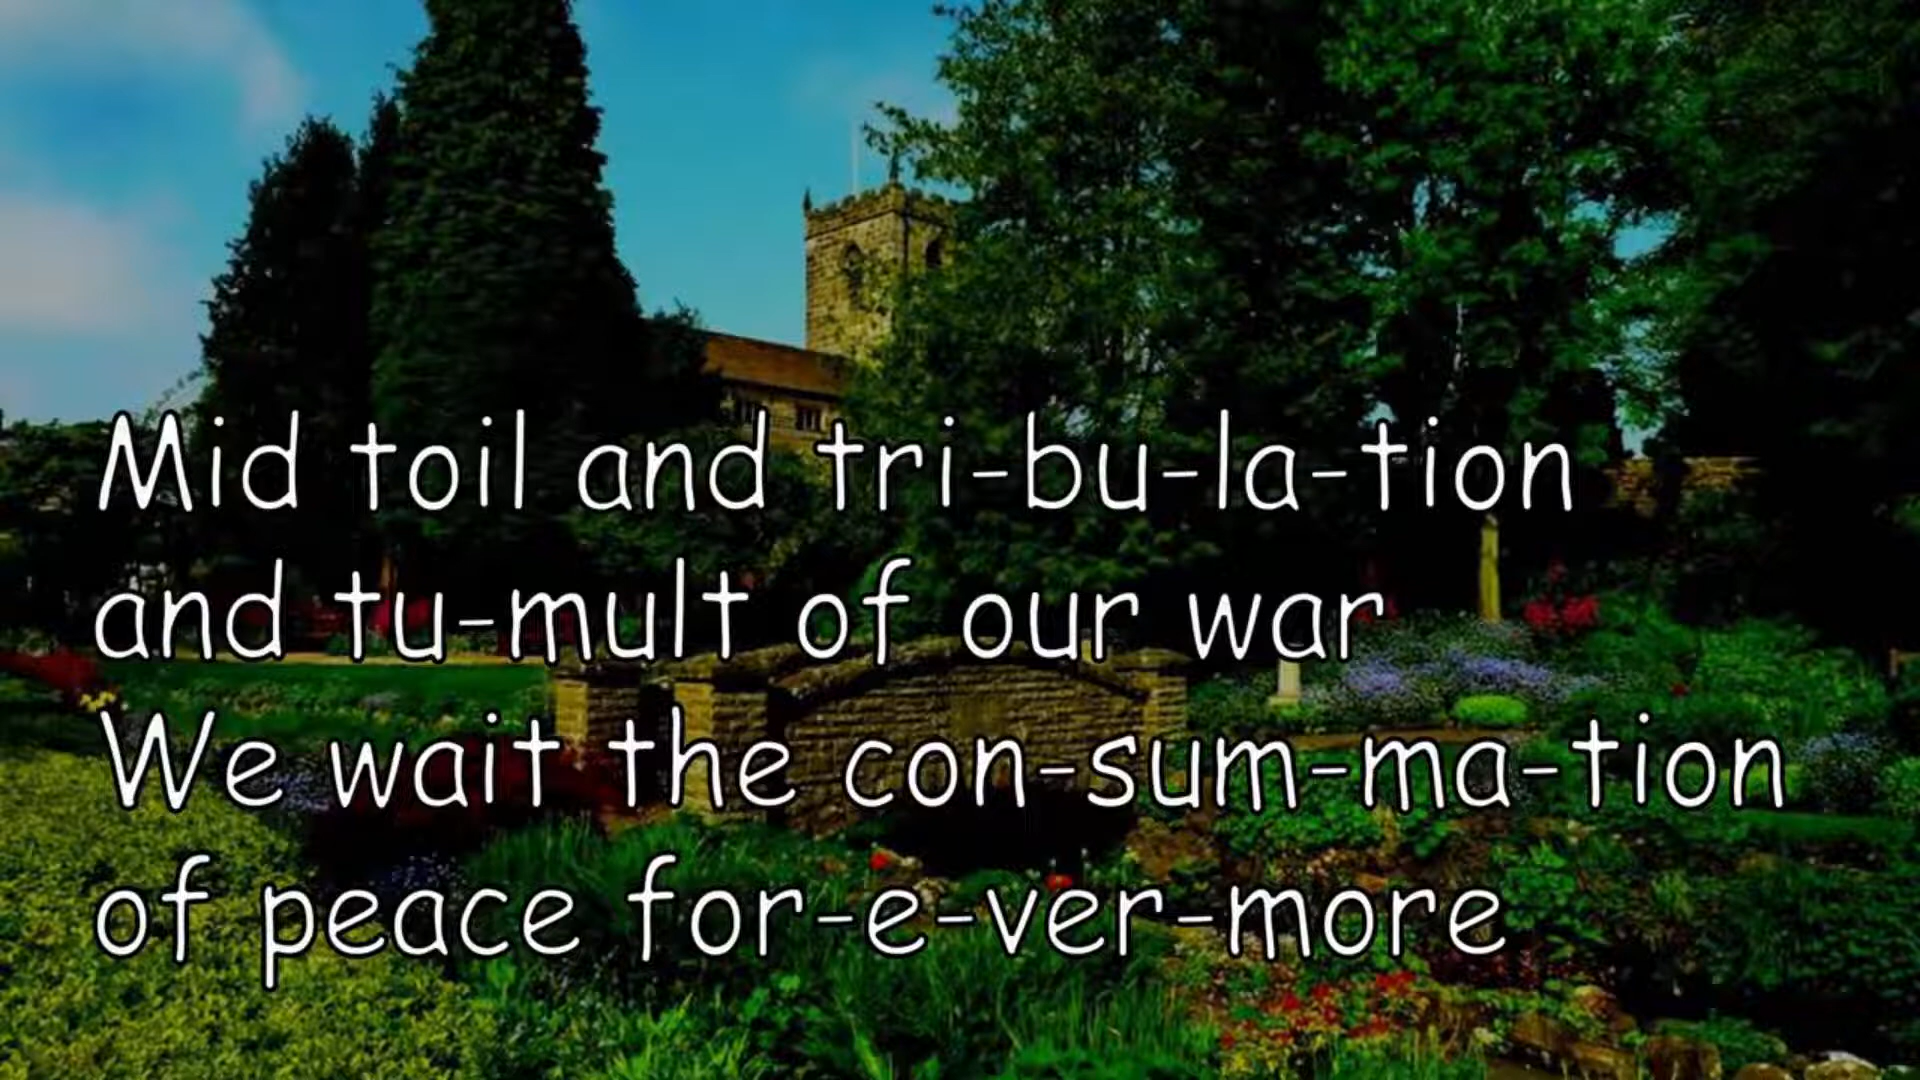 Mid toil and tri-bu-la-tion
and tu-mult of our war
We wait the con-sum-ma-tion
of peace for-e-ver-more